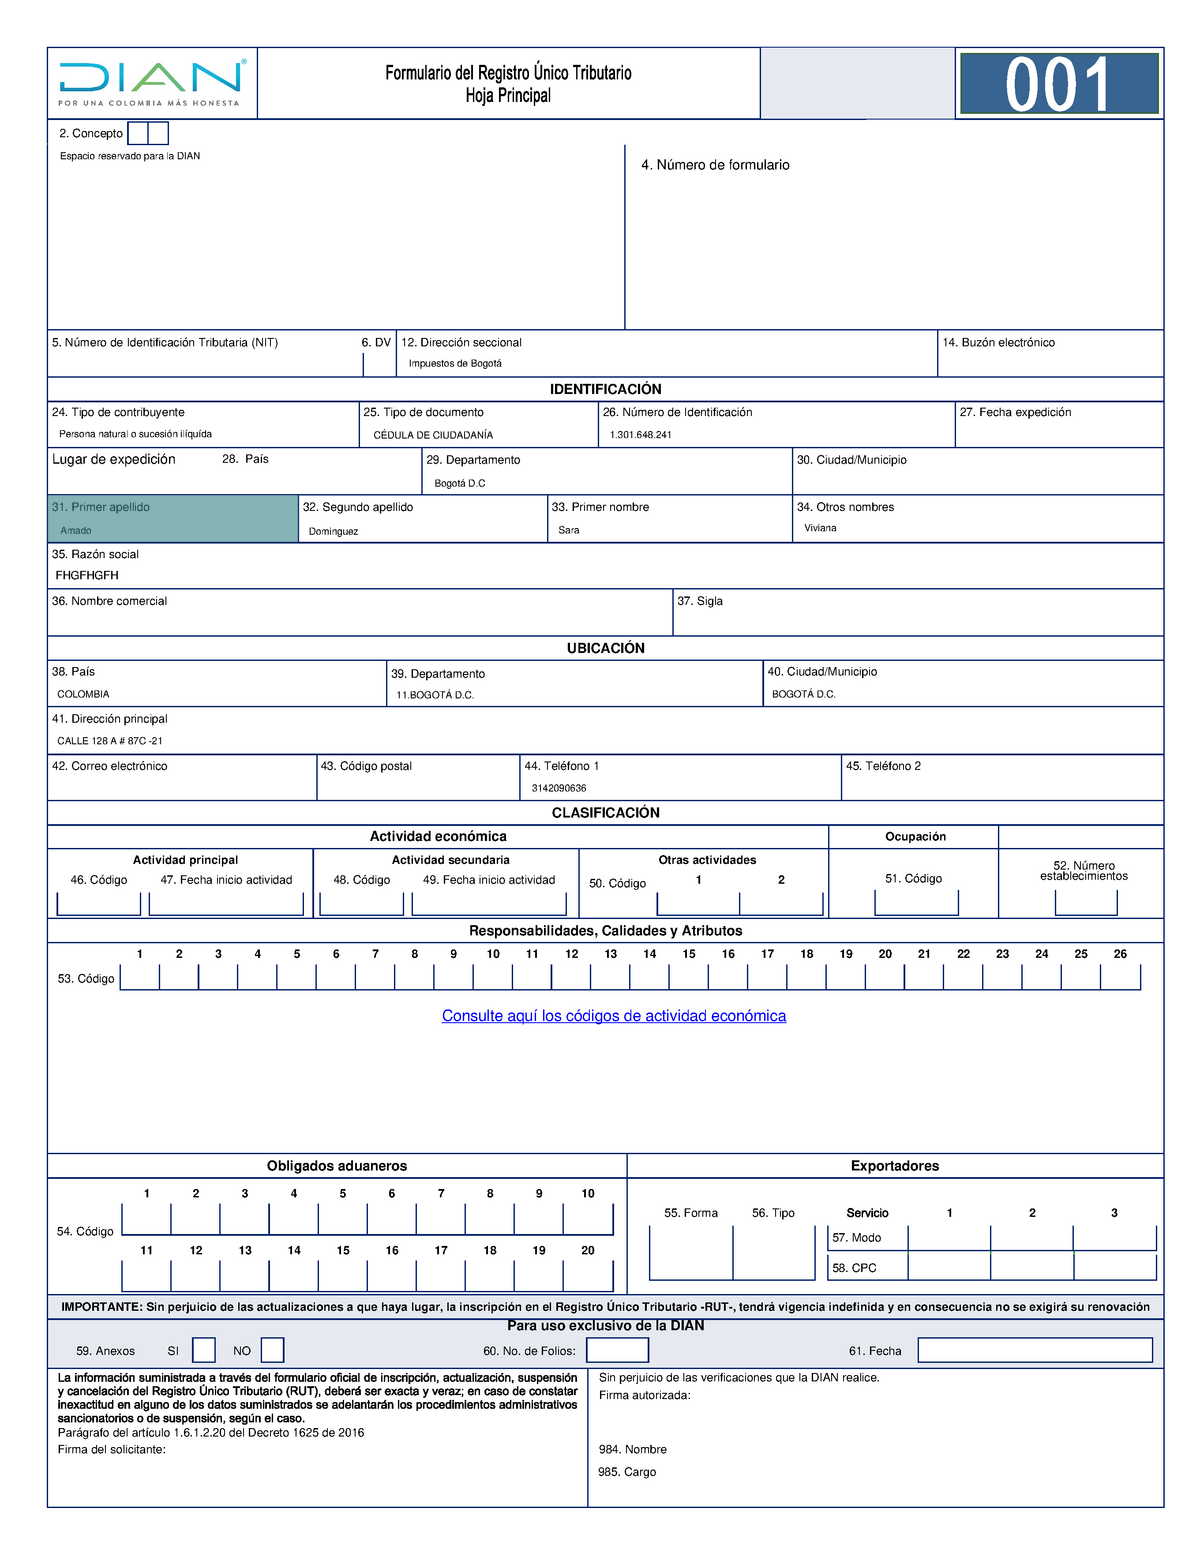 DIAN®
POR UNA COLOMBIA MÁS HONESTA
Formulario del Registro Único Tributario
Hoja Principal
001
2. Concepto
Espacio reservado para la DIAN
4. Número de formulario
5. Número de Identificación Tributaria (NIT) 6. DV 12. Dirección seccional 14. Buzón electrónico
Impuestos de Bogotá
IDENTIFICACIÓN
24. Tipo de contribuyente 25. Tipo de documento 26. Número de Identificación 27. Fecha expedición
Persona natural o sucesión ilíquída CÉDULA DE CIUDADANÍA 1.301.648.241
Lugar de expedición 28. País 29. Departamento 30. Ciudad/Municipio
Bogotá D.C
31. Primer apellido 32. Segundo apellido 33. Primer nombre 34. Otros nombres
Amado Dominguez Sara Viviana
35. Razón social
FHGFHGFH
36. Nombre comercial 37. Sigla
UBICACIÓN
38. País 39. Departamento 40. Ciudad/Municipio
COLOMBIA 11.BOGOTÁ D.C. BOGOTÁ D.C.
41. Dirección principal
CALLE 128 A # 87C -21
42. Correo electrónico 43. Código postal 44. Teléfono 1 45. Teléfono 2
3142090636
CLASIFICACIÓN
Actividad económica Ocupación
Actividad principal Actividad secundaria Otras actividades 52. Número
establecimientos
46. Código 47. Fecha inicio actividad 48. Código 49. Fecha inicio actividad 50. Código 1 2 51. Código
Responsabilidades, Calidades y Atributos
1 2 3 4 5 6 7 8 9 10 11 12 13 14 15 16 17 18 19 20 21 22 23 24 25 26
53. Código
Consulte aquí los códigos de actividad económica
Obligados aduaneros Exportadores
1 2 3 4 5 6 7 8 9 10
54. Código
11 12 13 14 15 16 17 18 19 20
55. Forma 56. Tipo Servicio 1 2 3
57. Modo
58. CPC
IMPORTANTE: Sin perjuicio de las actualizaciones a que haya lugar, la inscripción en el Registro Único Tributario -RUT-, tendrá vigencia indefinida y en consecuencia no se exigirá su renovación
Para uso exclusivo de la DIAN
59. Anexos SI NO 60. No. de Folios: 61. Fecha
La información suministrada a través del formulario oficial de inscripción, actualización, suspensión
y cancelación del Registro Único Tributario (RUT), deberá ser exacta y veraz; en caso de constatar
inexactitud en alguno de los datos suministrados se adelantarán los procedimientos administrativos
sancionatorios o de suspensión, según el caso.
Parágrafo del artículo 1.6.1.2.20 del Decreto 1625 de 2016
Firma del solicitante:
Sin perjuicio de las verificaciones que la DIAN realice.
Firma autorizada:
984. Nombre
985. Cargo